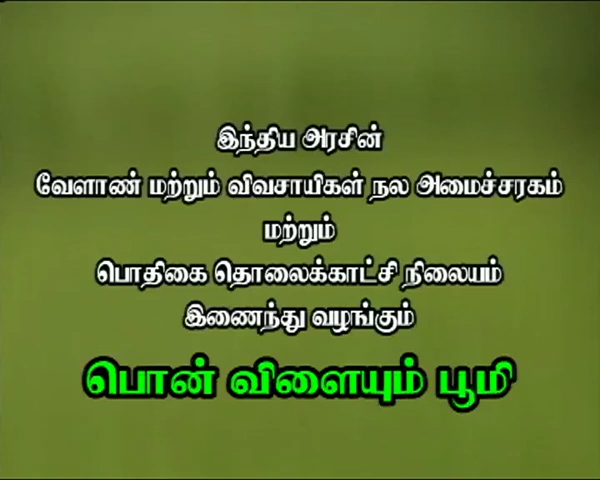 இந்திய அரசின்
வேளாண் மற்றும் விவசாயிகள் நல அமைச்சரகம்
மற்றும்
பொதிகை தொலைக்காட்சி நிலையம்
இணைந்து வழங்கும்
பொன் விளையும் பூமி